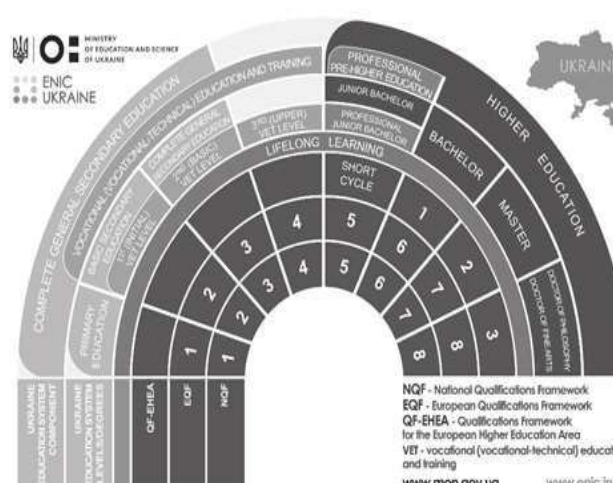 MINISTRY
OF EDUCATION AND SCIENCE
OF UKRAINE
ENIC
UKRAINE
UKRAINE
COMPLETE GENERAL SECONDARY EDUCATION
VOCATIONAL (VOCATIONAL-TECHNICAL) EDUCATION AND TRAINING
PROFESSIONAL
PRE-HIGHER EDUCATION
HIGHER EDUCATION
PRIMARY
EDUCATION
BASIC SECONDARY
EDUCATION
1ST (INITIAL)
VET LEVEL
COMPLETE GENERAL
SECONDARY EDUCATION
2ND (BASIC)
VET LEVEL
3RD (UPPER)
VET LEVEL
JUNIOR BACHELOR
PROFESSIONAL
JUNIOR BACHELOR
BACHELOR
MASTER
DOCTOR OF PHILOSOPHY
DOCTOR OF FINE ARTS
LIFELONG LEARNING
SHORT
CYCLE
1
2
3
1
2
3
4
5
6
7
8
1
2
3
4
5
6
7
8
UKRAINE
EDUCATION SYSTEM
COMPONENT
UKRAINE
EDUCATION SYSTEM
LEVELS/DEGREES
QF-EHEA
EQF
NQF
NQF - National Qualifications Framework
EQF - European Qualifications Framework
QF-EHEA - Qualifications Framework
for the European Higher Education Area
VET - vocational (vocational-technical) educat
and training
www.mon.gov.ua www.enic.in